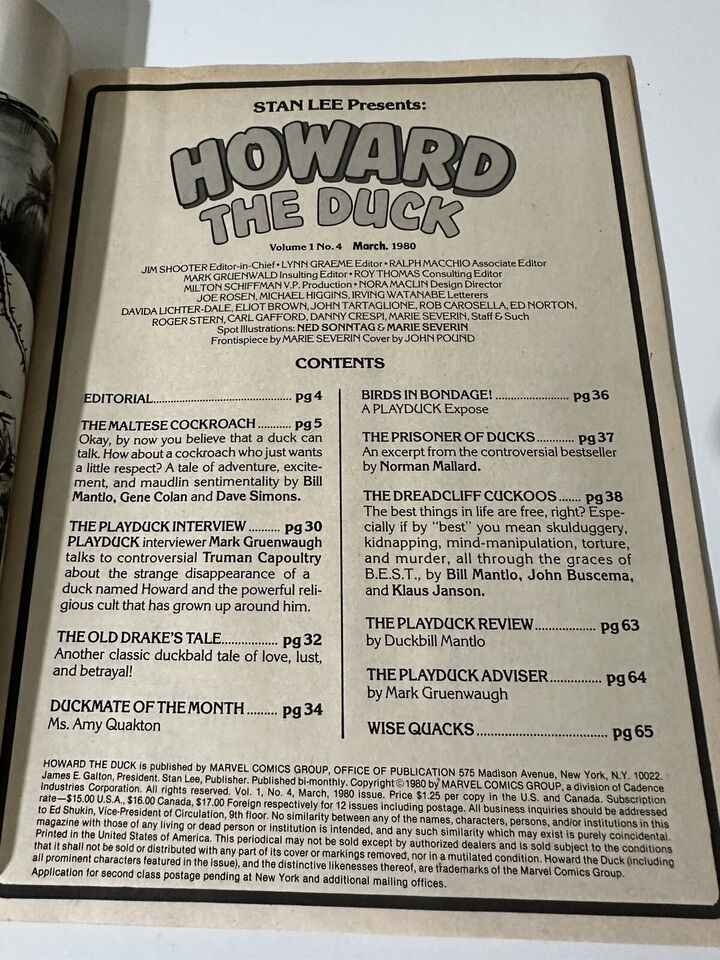 STAN LEE Presents:
HOWARD
THE DUCK
Volume 1 No. 4 March, 1980
JIM SHOOTER Editor-in-Chief • LYNN GRAEME Editor • RALPH MACCHIO Associate Editor
MARK GRUENWALD Insulting Editor • ROY THOMAS Consulting Editor
MILTON SCHIFFMAN V.P. Production • NORA MACLIN Design Director
JOE ROSEN, MICHAEL HIGGINS, IRVING WATANABE Letterers
DAVIDA LICHTER-DALE, ELIOT BROWN, JOHN TARTAGLIONE, ROB CAROSELLA, ED NORTON,
ROGER STERN, CARL GAFFORD, DANNY CRESPI, MARIE SEVERIN, Staff & Such
Spot Illustrations: NED SONNTAG & MARIE SEVERIN
Frontispiece by MARIE SEVERIN Cover by JOHN POUND
CONTENTS
EDITORIAL.......... pg 4
THE MALTESE COCKROACH .......... pg 5
Okay, by now you believe that a duck can
talk. How about a cockroach who just wants
a little respect? A tale of adventure, excite-
ment, and maudlin sentimentality by Bill
Mantlo, Gene Colan and Dave Simons.
THE PLAYDUCK INTERVIEW .......... pg 30
PLAYDUCK interviewer Mark Gruenwaugh
talks to controversial Truman Capoultry
about the strange disappearance of a
duck named Howard and the powerful reli-
gious cult that has grown up around him.
THE OLD DRAKE'S TALE.......... pg 32
Another classic duckbald tale of love, lust,
and betrayal!
DUCKMATE OF THE MONTH ......... pg 34
Ms. Amy Quakton
BIRDS IN BONDAGE! .......... pg 36
A PLAYDUCK Expose
THE PRISONER OF DUCKS.......... pg 37
An excerpt from the controversial bestseller
by Norman Mallard.
THE DREADCLIFF CUCKOOS....... pg 38
The best things in life are free, right? Espe-
cially if by "best" you mean skulduggery,
kidnapping, mind-manipulation, torture,
and murder, all through the graces of
B.E.S.T., by Bill Mantlo, John Buscema,
and Klaus Janson.
THE PLAYDUCK REVIEW.......... pg 63
by Duckbill Mantlo
THE PLAYDUCK ADVISER.......... pg 64
by Mark Gruenwaugh
WISE QUACKS.......... pg 65
HOWARD THE DUCK is published by MARVEL COMICS GROUP, OFFICE OF PUBLICATION 575 Madison Avenue, New York, N.Y. 10022.
James E. Galton, President. Stan Lee, Publisher. Published bi-monthly. Copyright © 1980 by MARVEL COMICS GROUP, a division of Cadence
Industries Corporation. All rights reserved. Vol. 1, No. 4, March, 1980 issue. Price $1.25 per copy in the U.S. and Canada. Subscription
rate—$15.00 U.S.A., $16.00 Canada, $17.00 Foreign respectively for 12 issues including postage. All business inquiries should be addressed
to Ed Shukin, Vice-President of Circulation, 9th floor. No similarity between any of the names, characters, persons, and/or institutions in this
magazine with those of any living or dead person or institution is intended, and any such similarity which may exist is purely coincidental.
Printed in the United States of America. This periodical may not be sold except by authorized dealers and is sold subject to the conditions
that it shall not be sold or distributed with any part of its cover or markings removed, nor in a mutilated condition. Howard the Duck (including
all prominent characters featured in the issue), and the distinctive likenesses thereof, are trademarks of the Marvel Comics Group.
Application for second class postage pending at New York and additional mailing offices.